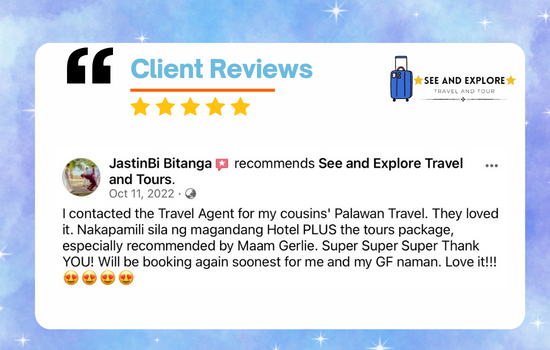 Client Reviews
SEE AND EXPLORE
TRAVEL AND TOUR
JastinBi Bitanga recommends See and Explore Travel
and Tours.
Oct 11, 2022 ·
I contacted the Travel Agent for my cousins' Palawan Travel. They loved
it. Nakapamili sila ng magandang Hotel PLUS the tours package,
especially recommended by Maam Gerlie. Super Super Super Thank
YOU! Will be booking again soonest for me and my GF naman. Love it!!!
😍😍😍😍